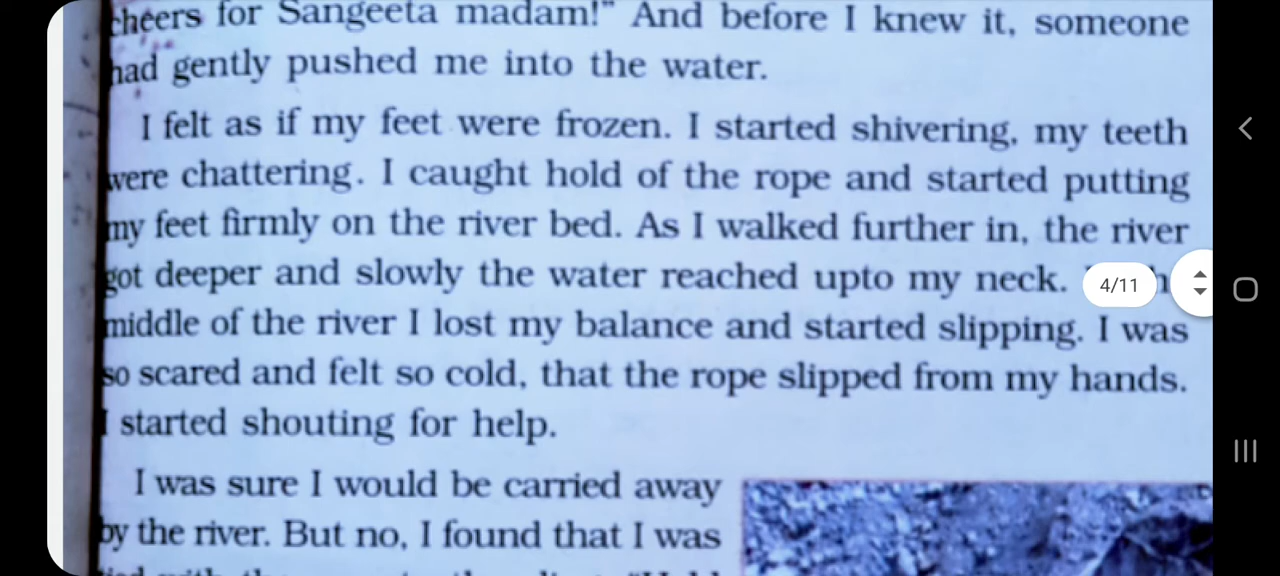 cheers for Sangeeta madam!" And before I knew it, someone
had gently pushed me into the water.
I felt as if my feet were frozen. I started shivering, my teeth
were chattering. I caught hold of the rope and started putting
my feet firmly on the river bed. As I walked further in, the river
got deeper and slowly the water reached upto my neck.
4/11
middle of the river I lost my balance and started slipping. I was
so scared and felt so cold, that the rope slipped from my hands.
I started shouting for help.
I was sure I would be carried away
by the river. But no, I found that I was